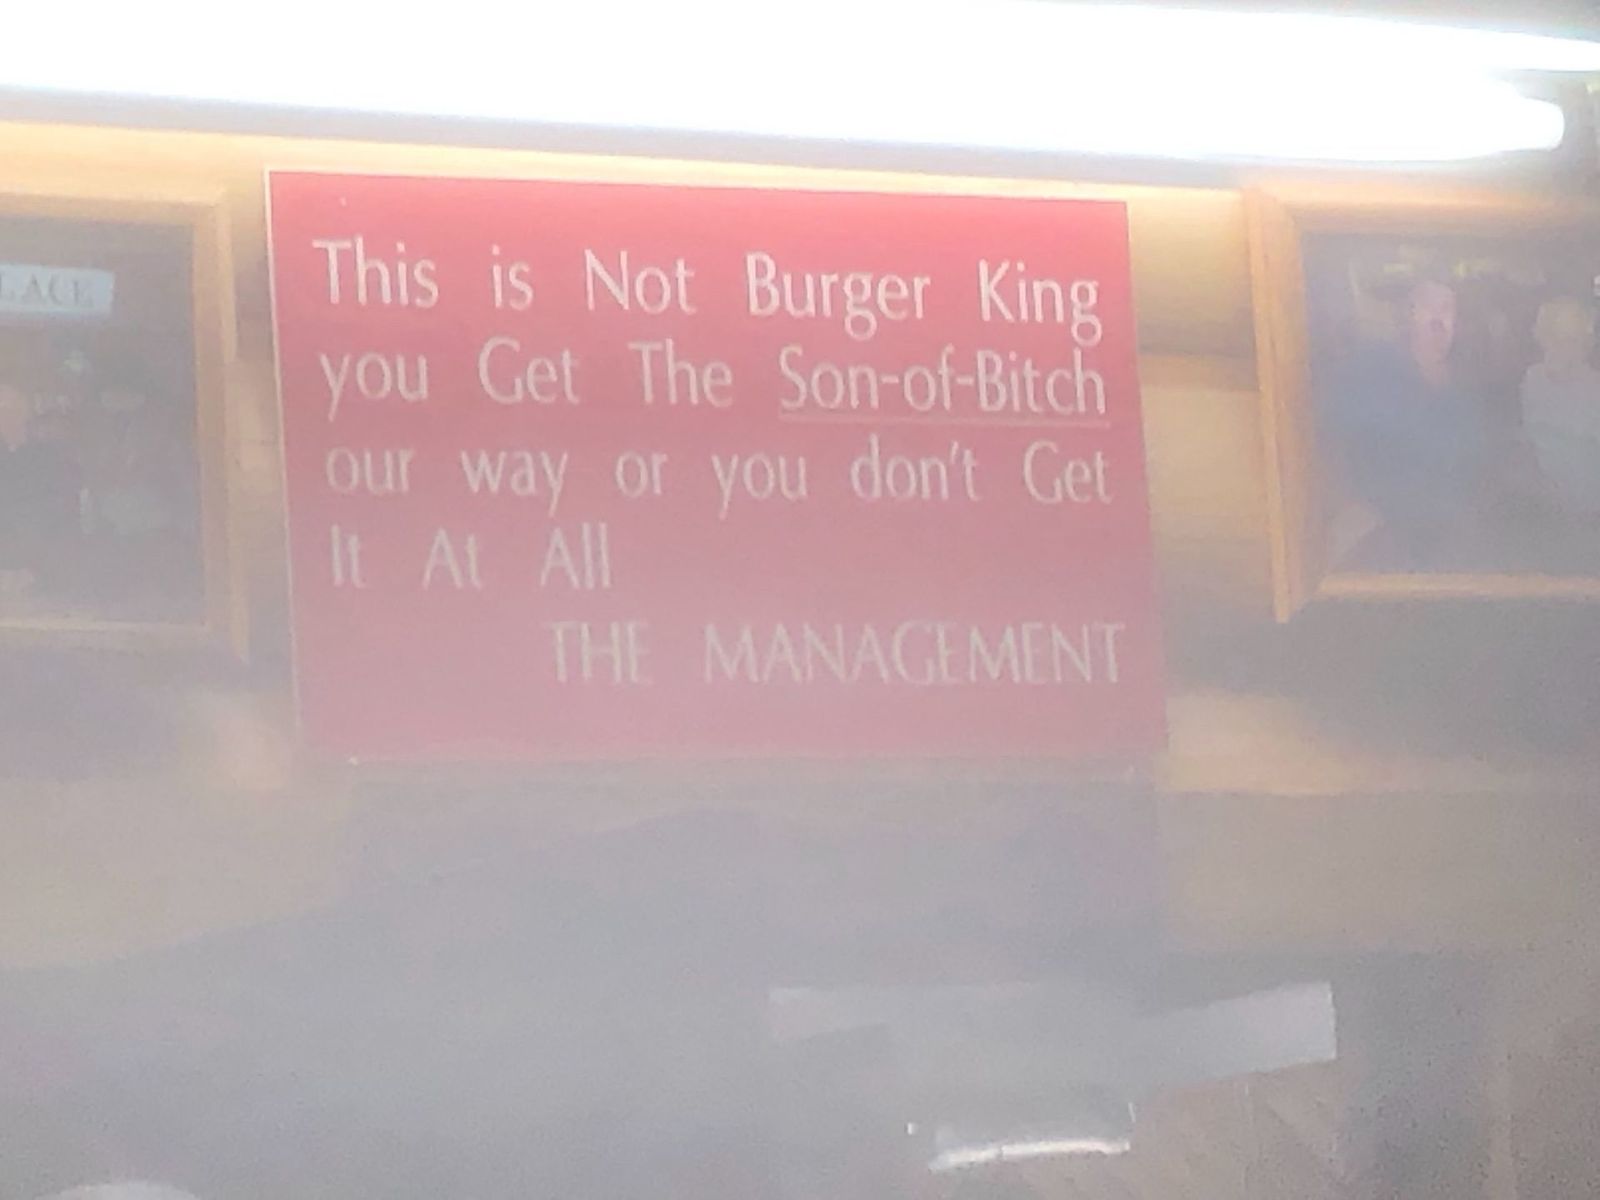 This is Not Burger King
you Get The Son-of-Bitch
our way or you don't Get
It At All
THE MANAGEMENT
LACE